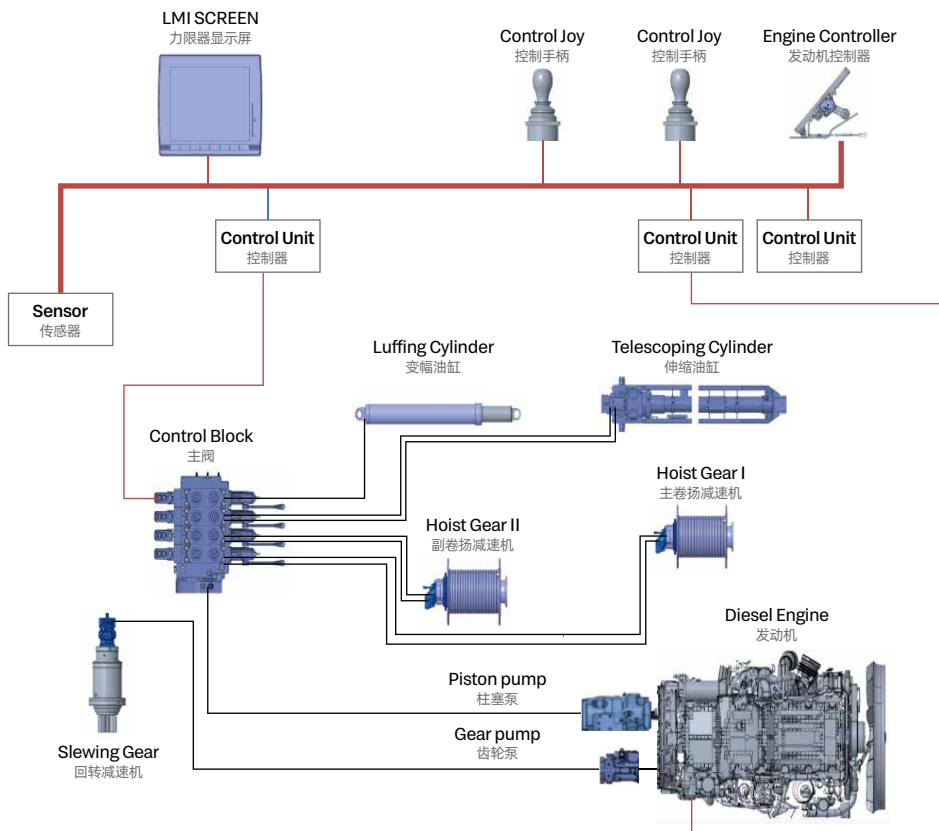 LMI SCREEN
力限器显示屏
Control Joy
控制手柄
Control Joy
控制手柄
Engine Controller
发动机控制器
Control Unit
控制器
Control Unit
控制器
Control Unit
控制器
Sensor
传感器
Luffing Cylinder
变幅油缸
Telescoping Cylinder
伸缩油缸
Control Block
主阀
Hoist Gear I
主卷扬减速机
Hoist Gear II
副卷扬减速机
Diesel Engine
发动机
Piston pump
柱塞泵
Gear pump
齿轮泵
Slewing Gear
回转减速机